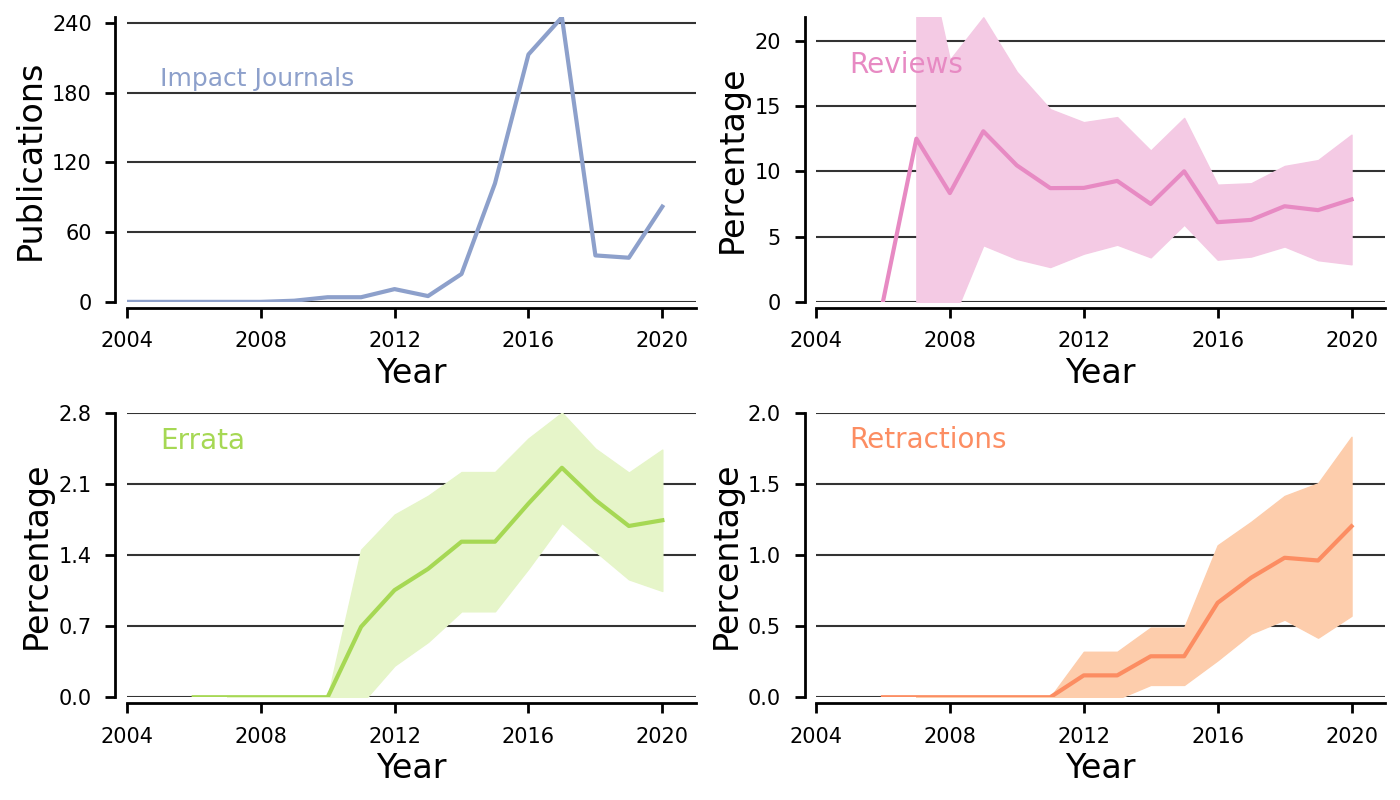 Publications
240
180
120
60
0
Impact Journals
2004 2008 2012 2016 2020
Year
Percentage
20
15
10
5
0
Reviews
2004 2008 2012 2016 2020
Year
Percentage
2.8
2.1
1.4
0.7
0.0
Errata
2004 2008 2012 2016 2020
Year
Percentage
2.0
1.5
1.0
0.5
0.0
Retractions
2004 2008 2012 2016 2020
Year